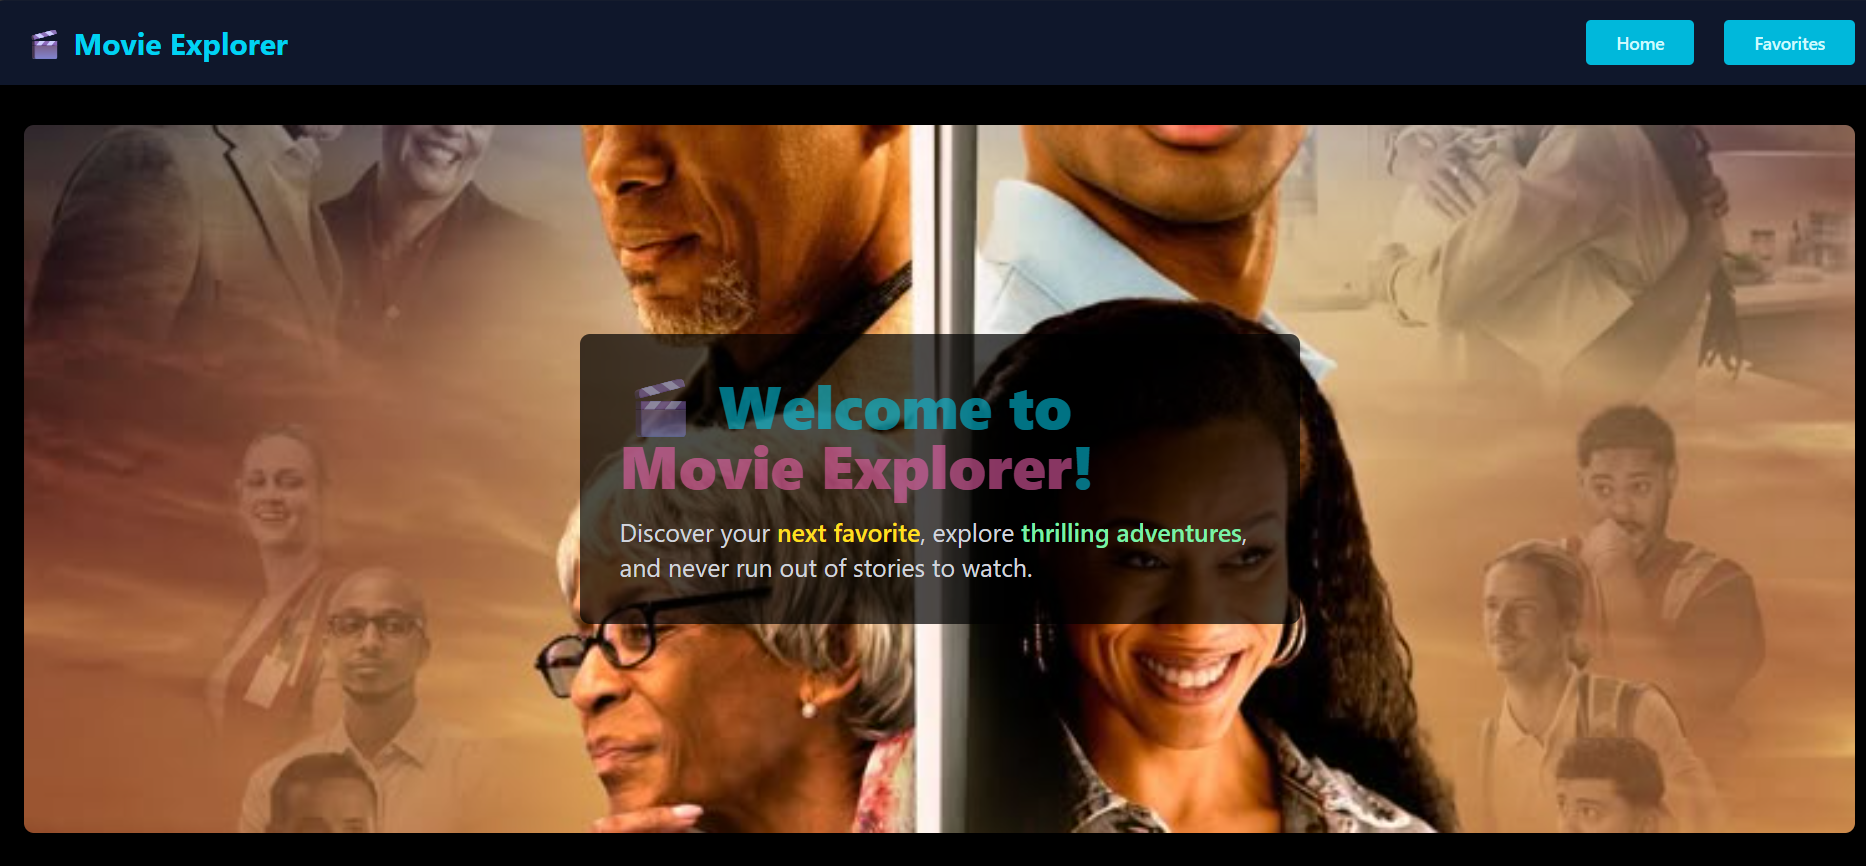 Movie Explorer
Home
Favorites
Welcome to
Movie Explorer!
Discover your next favorite, explore thrilling adventures,
and never run out of stories to watch.